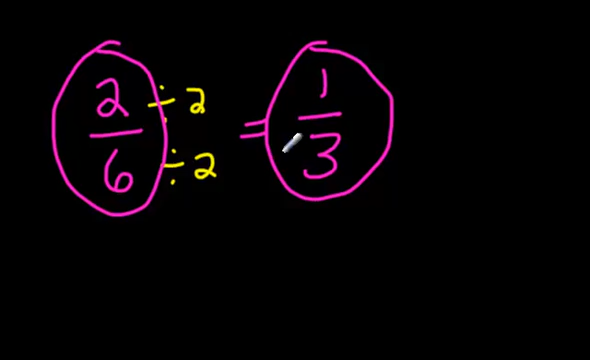 2/6 ÷ 2 / ÷ 2 = 1/3